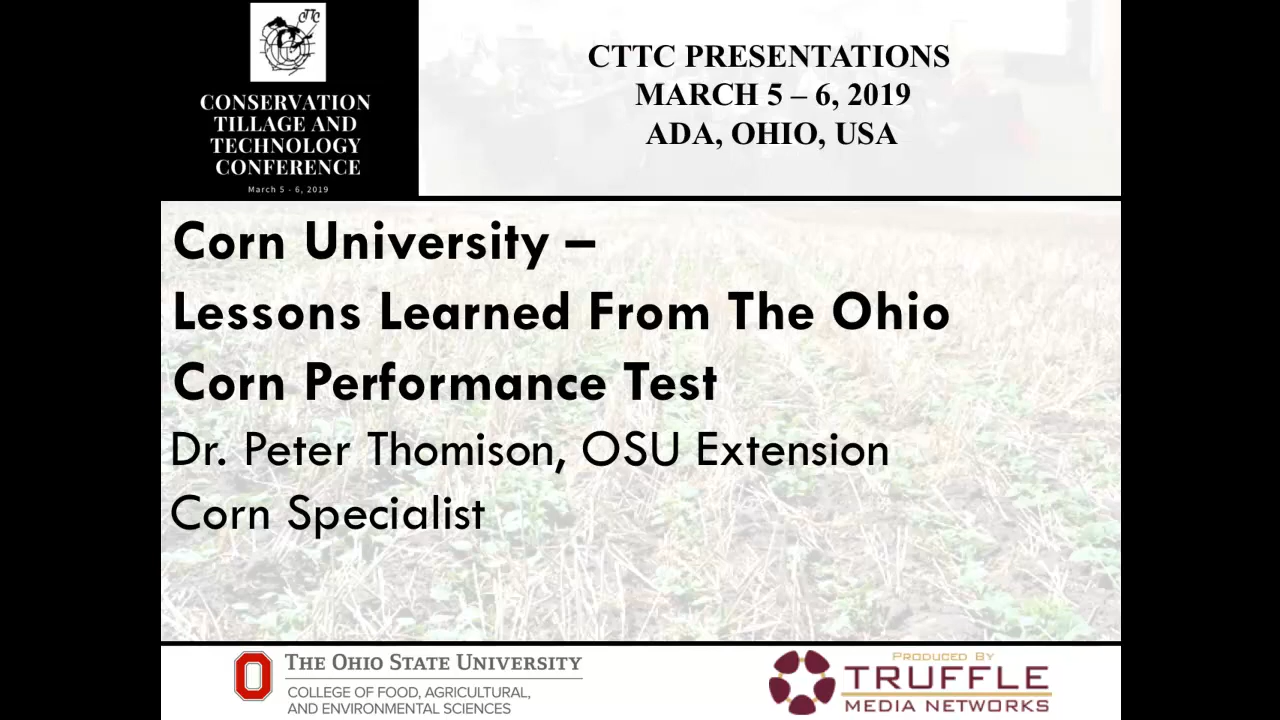 CTTC
CONSERVATION
TILLAGE AND
TECHNOLOGY
CONFERENCE
March 5 - 6, 2019
CTTC PRESENTATIONS
MARCH 5 – 6, 2019
ADA, OHIO, USA
Corn University –
Lessons Learned From The Ohio
Corn Performance Test
Dr. Peter Thomison, OSU Extension
Corn Specialist
THE OHIO STATE UNIVERSITY
COLLEGE OF FOOD, AGRICULTURAL,
AND ENVIRONMENTAL SCIENCES
PRODUCED BY
TRUFFLE
MEDIA NETWORKS